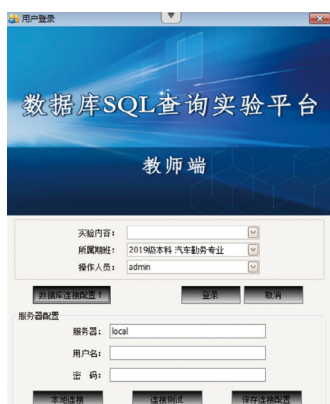 用户登录
数据库SQL查询实验平台
教师端
实验内容:
所属期班: 2019级本科 汽车勤务专业
操作人员: admin
数据库连接配置↑ 登录 取消
服务器配置
服务器: local
用户名:
密 码:
本地连接 连接测试 保存连接配置